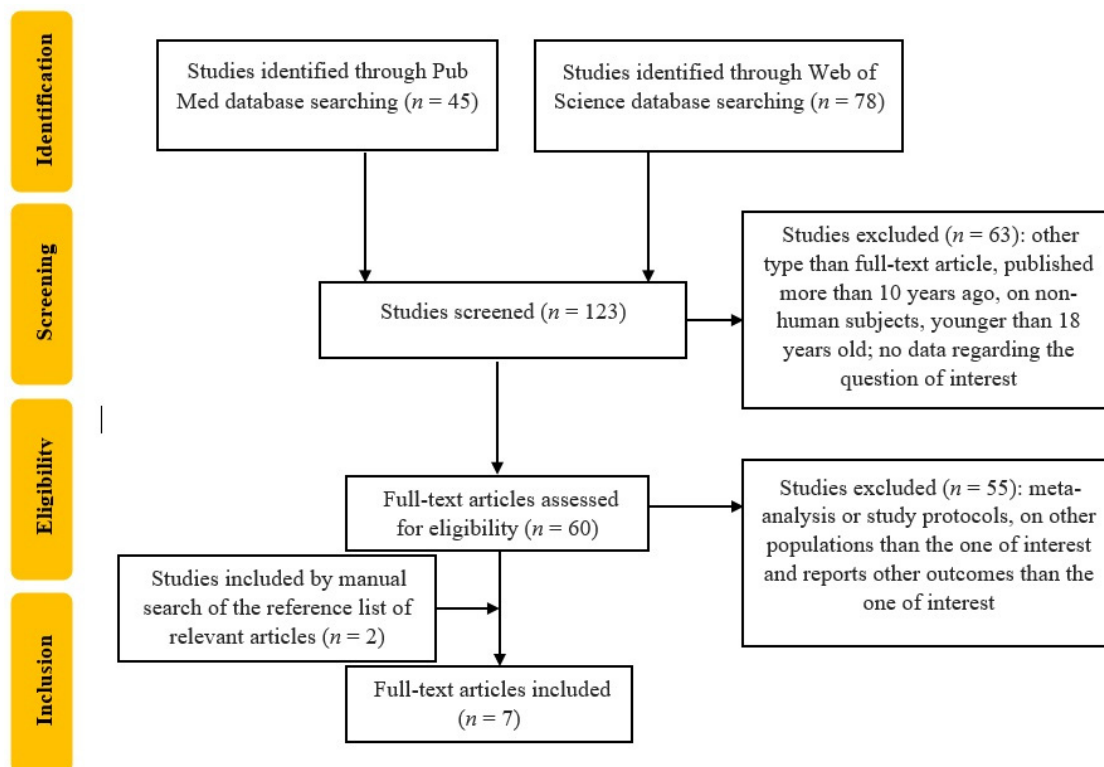 Identification
Studies identified through Pub
Med database searching (n = 45)
Studies identified through Web of
Science database searching (n = 78)
Screening
Studies screened (n = 123)
Studies excluded (n = 63): other
type than full-text article, published
more than 10 years ago, on non-
human subjects, younger than 18
years old; no data regarding the
question of interest
Eligibility
Full-text articles assessed
for eligibility (n = 60)
Studies excluded (n = 55): meta-
analysis or study protocols, on other
populations than the one of interest
and reports other outcomes than the
one of interest
Studies included by manual
search of the reference list of
relevant articles (n = 2)
Inclusion
Full-text articles included
(n = 7)